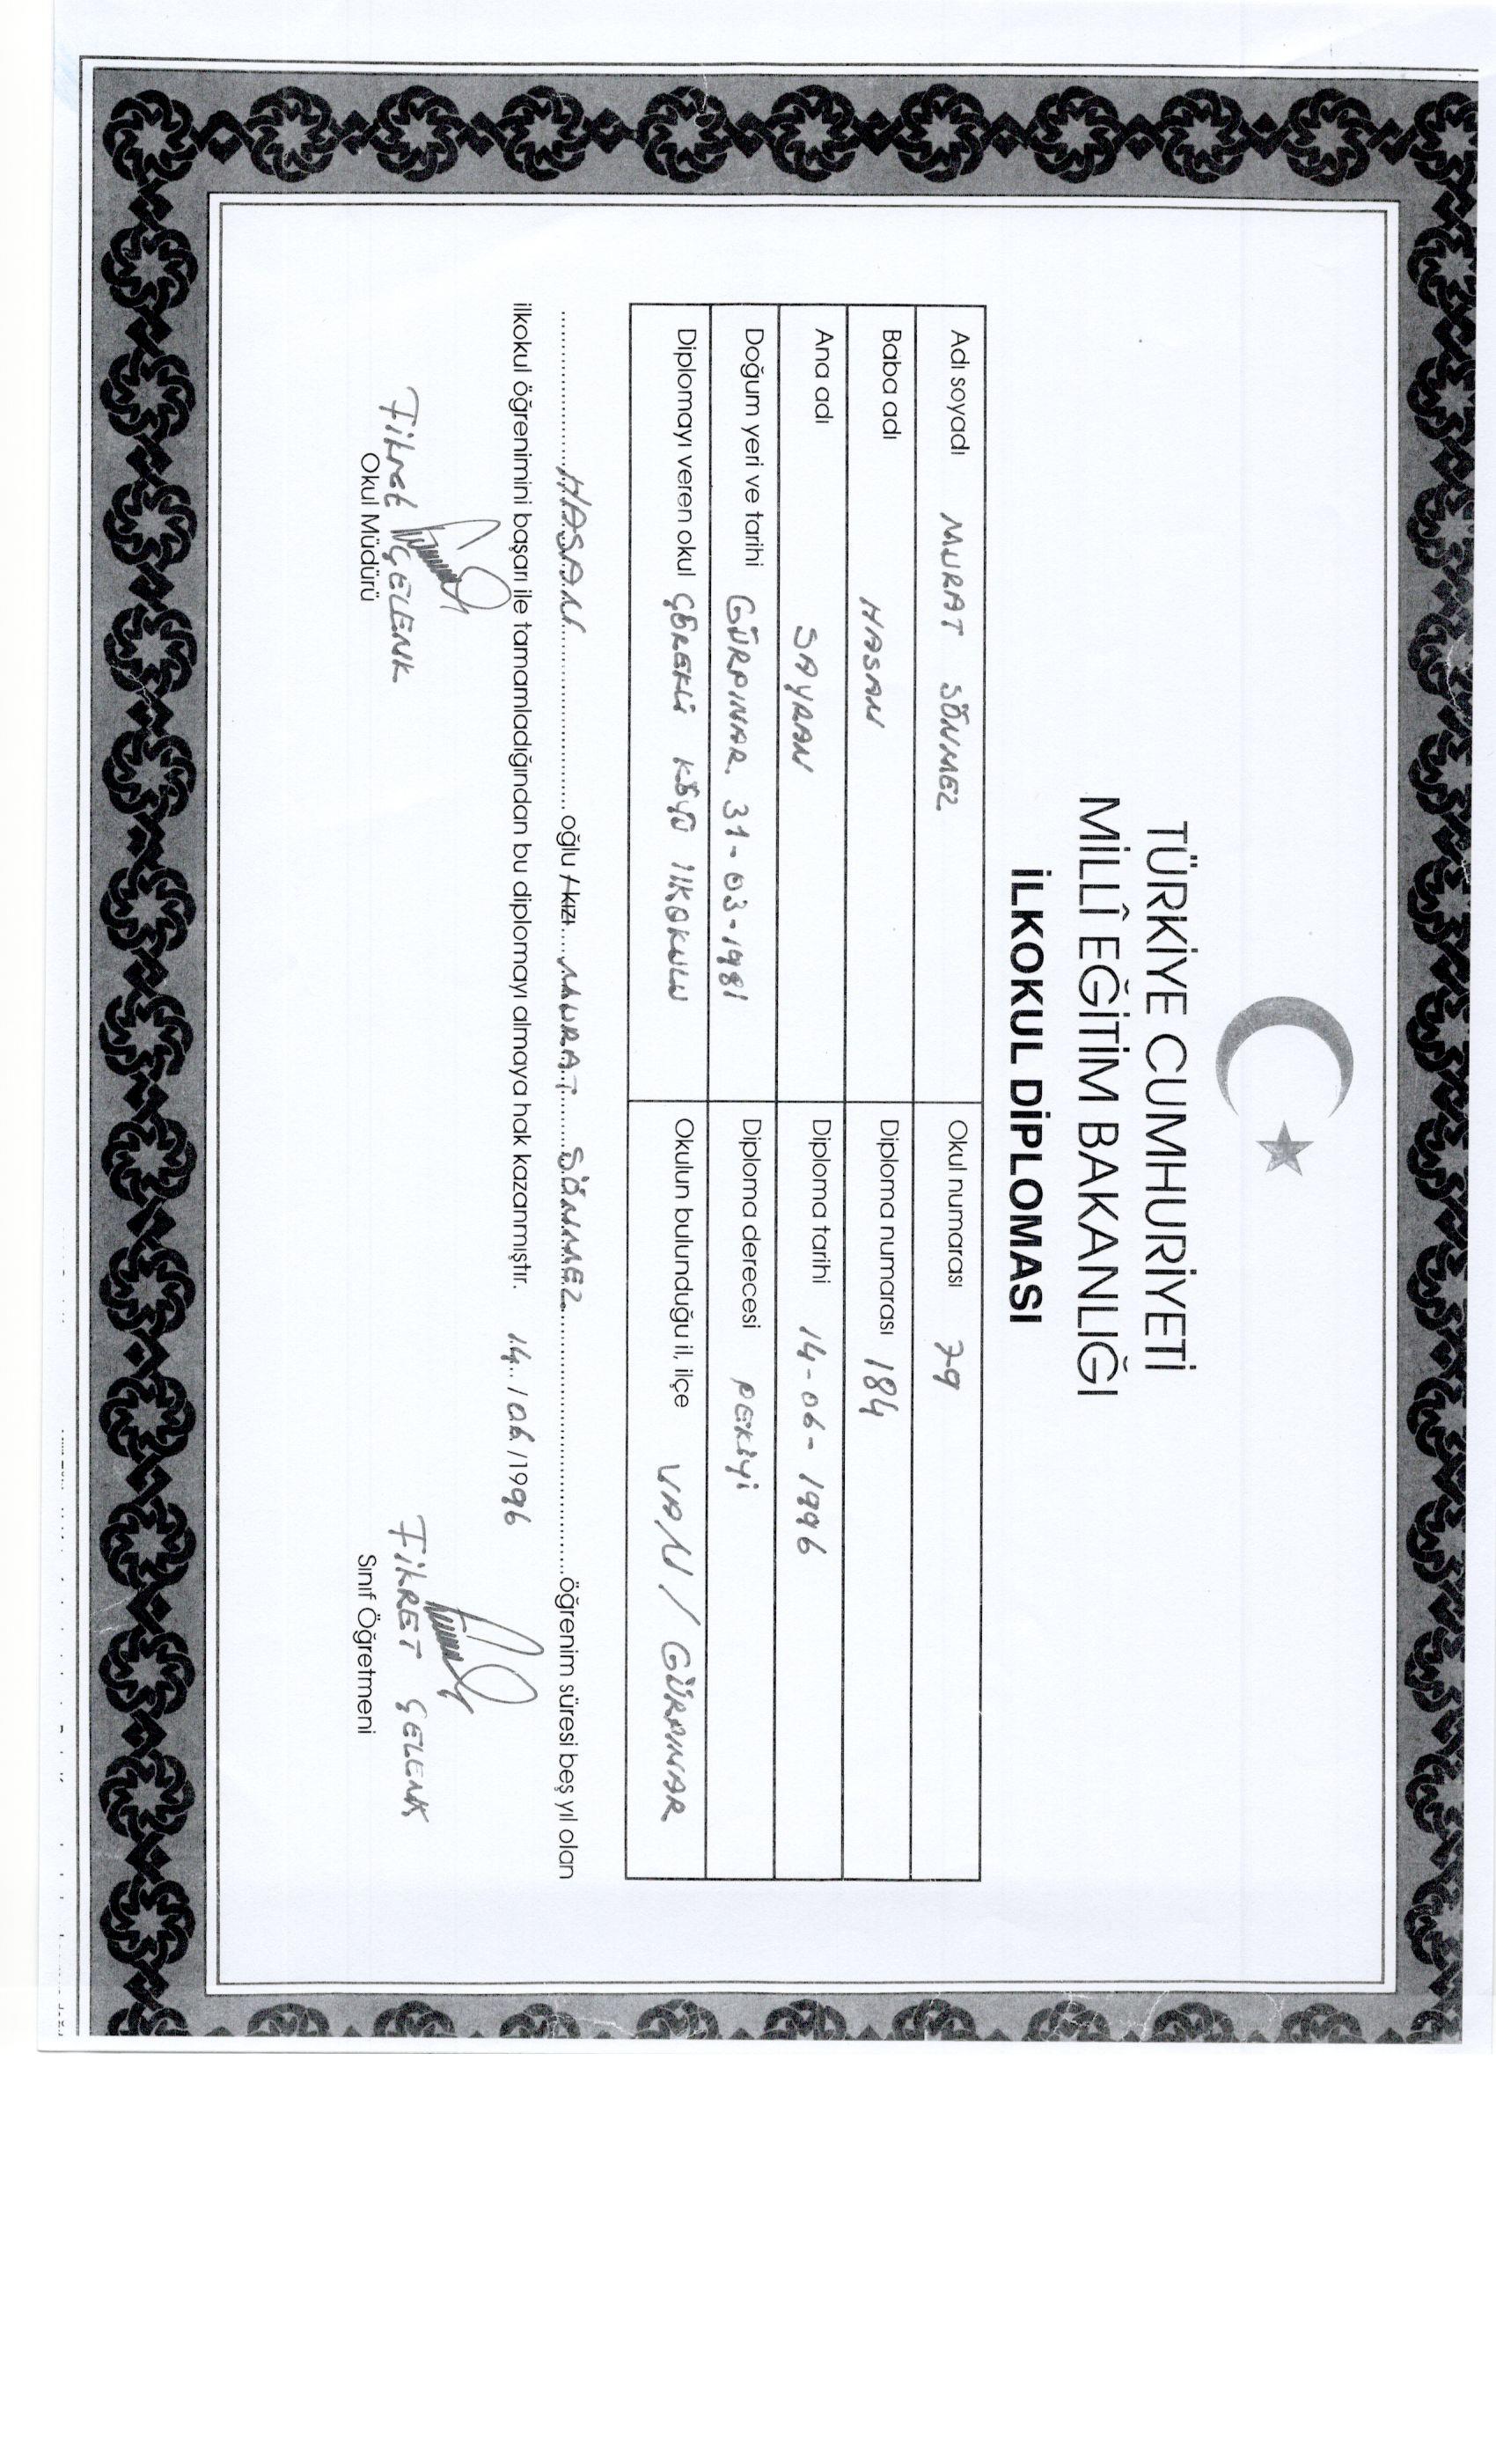 TÜRKİYE CUMHURİYETİ
MİLLÎ EĞİTİM BAKANLIĞI
İLKOKUL DİPLOMASI
Adı soyadı MURAT SÖNMEZ Okul numarası 79
Baba adı HASAN Diploma numarası 184
Ana adı SAYRAN Diploma tarihi 14-06-1996
Doğum yeri ve tarihi GÜRPINAR. 31-03-1981 Diploma derecesi PEKİYİ
Diplomayı veren okul ÇÖREKLİ KÖYÜ İLKOKULU Okulun bulunduğu il, ilçe VAN / GÜRPINAR
HASAN oğlu / kızı MURAT SÖNMEZ öğrenim süresi beş yıl olan
ilkokul öğrenimini başarı ile tamamladığından bu diplomayı almaya hak kazanmıştır. 14. / 06 / 1996
Fikret ÇELENK FİKRET ÇELENK
Okul Müdürü Sınıf Öğretmeni